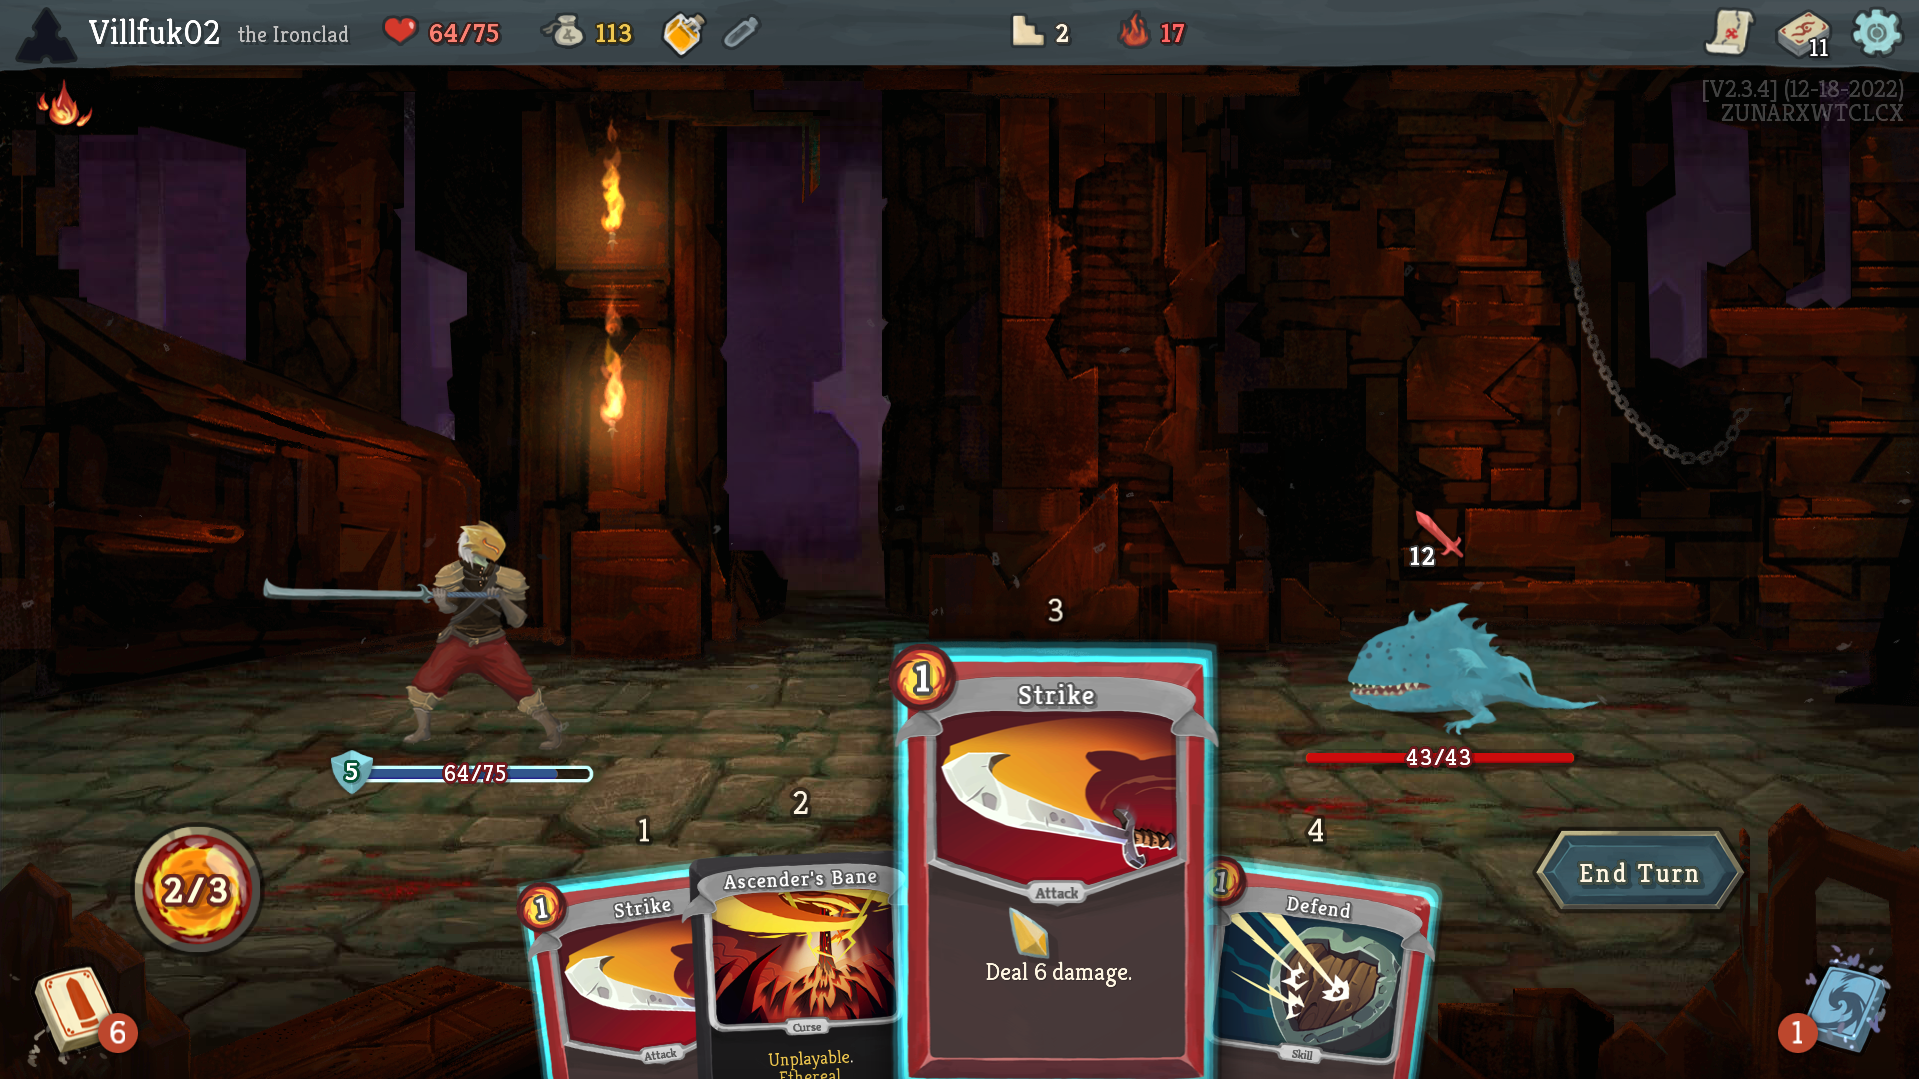 Villfuk02 the Ironclad 64/75 113 2 17 11
[V2.3.4] (12-18-2022)
ZUNARXWTCLCX
12
43/43
5 64/75
2/3
1
2
3
4
1 Strike
Attack
Ascender's Bane
Curse
Unplayable.
Ethereal
1 Strike
Attack
Deal 6 damage.
1 Defend
Skill
End Turn
6
1